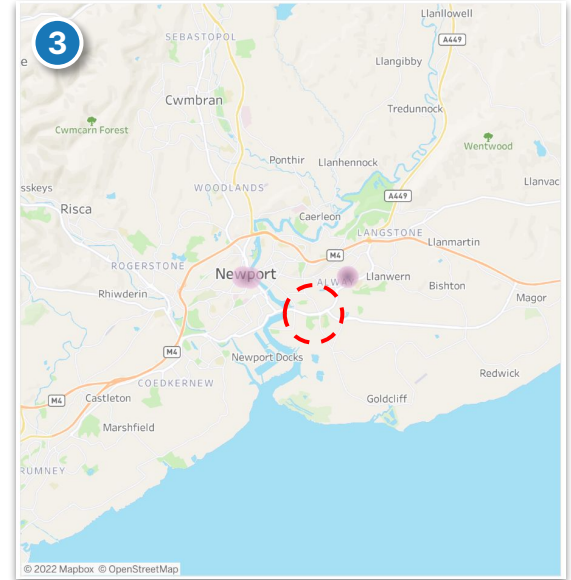 3
Llanllowell
SEBASTOPOL
A449
Llangibby
Cwmbran
Tredunnock
Cwmcarn Forest
Wentwood
Ponthir
Llanhennock
sskeys
WOODLANDS
Llanvac
A449
Risca
Caerleon
LANGSTONE
Llanmartin
M4
ROGERSTONE
Newport
Llanwern
Rhiwderin
Bishton
Magor
M4
Newport Docks
COEDKERNEW
Redwick
M4
Castleton
Goldcliff
Marshfield
RUMNEY
© 2022 Mapbox © OpenStreetMap